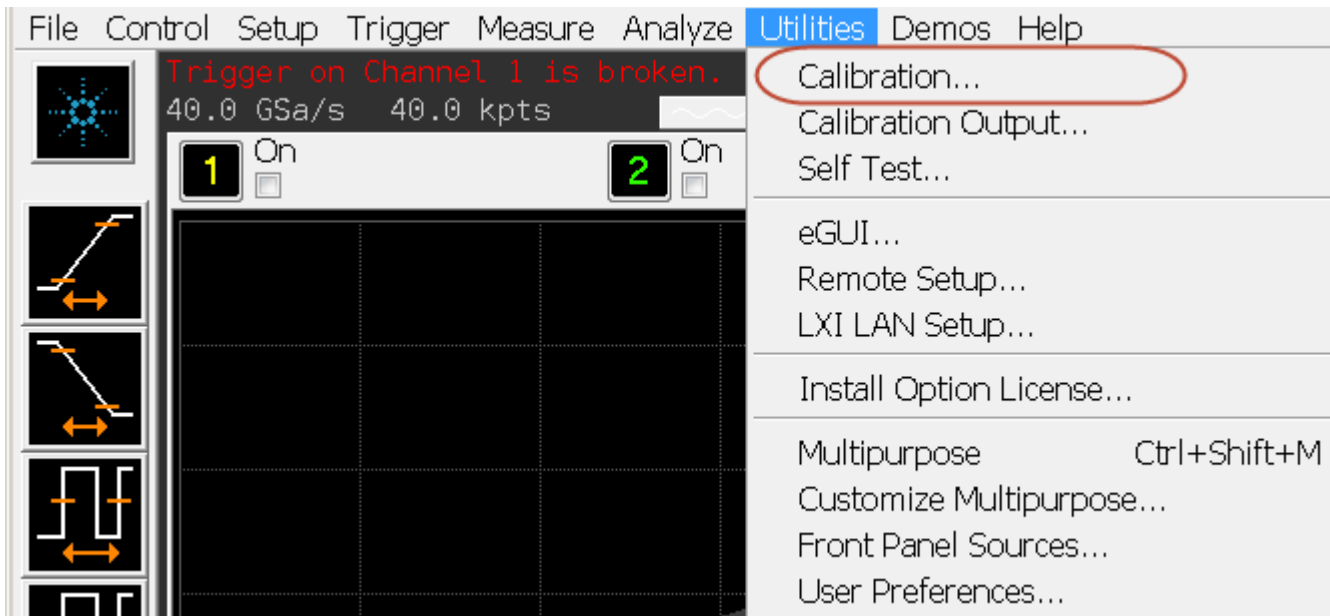 File Control Setup Trigger Measure Analyze Utilities Demos Help
Trigger on Channel 1 is broken.
40.0 GSa/s 40.0 kpts
1 On
2 On
Calibration...
Calibration Output...
Self Test...
eGUI...
Remote Setup...
LXI LAN Setup...
Install Option License...
Multipurpose Ctrl+Shift+M
Customize Multipurpose...
Front Panel Sources...
User Preferences...